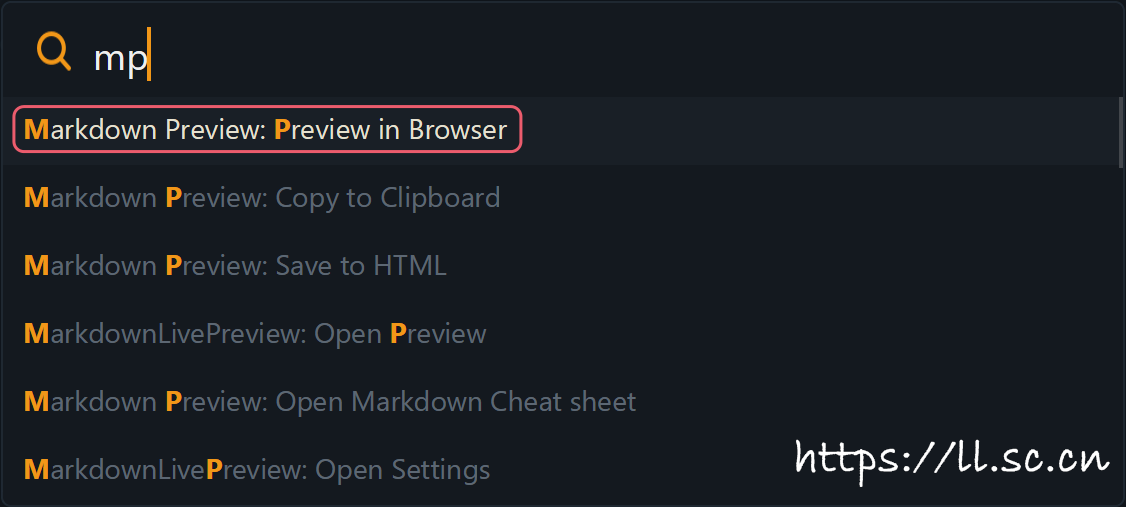 mp
Markdown Preview: Preview in Browser
Markdown Preview: Copy to Clipboard
Markdown Preview: Save to HTML
MarkdownLivePreview: Open Preview
Markdown Preview: Open Markdown Cheat sheet
MarkdownLivePreview: Open Settings
https://ll.sc.cn